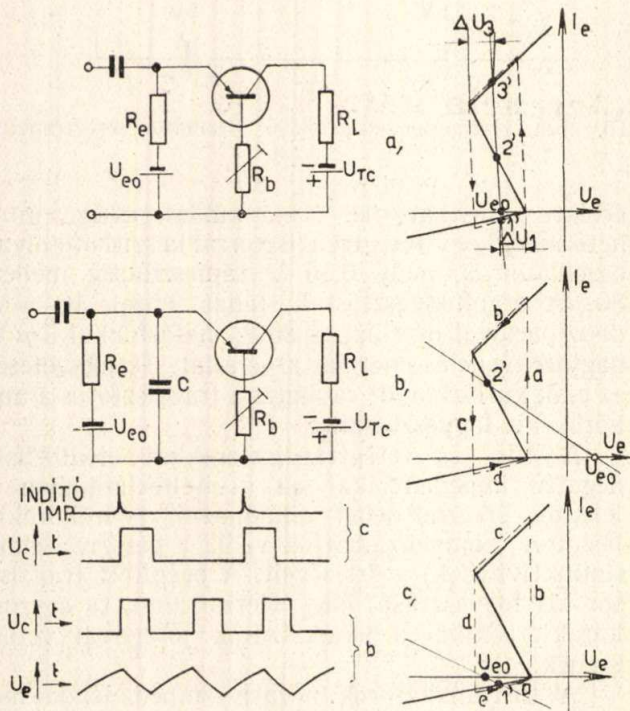 ΔU3
Ie
3'
2'
Ueo
Ue
1'
ΔU1
a,
Re
Ueo
Rb
RL
UTc
Ie
b
2'
a
c
d
Ue
Ueo
b,
Re
C
Ueo
Rb
RL
UTc
INDÍTÓ
IMP.
Uc
t
c
Uc
t
b
Ue
t
Ie
c
b
d
Ueo
Ue
e
1'
a
c,